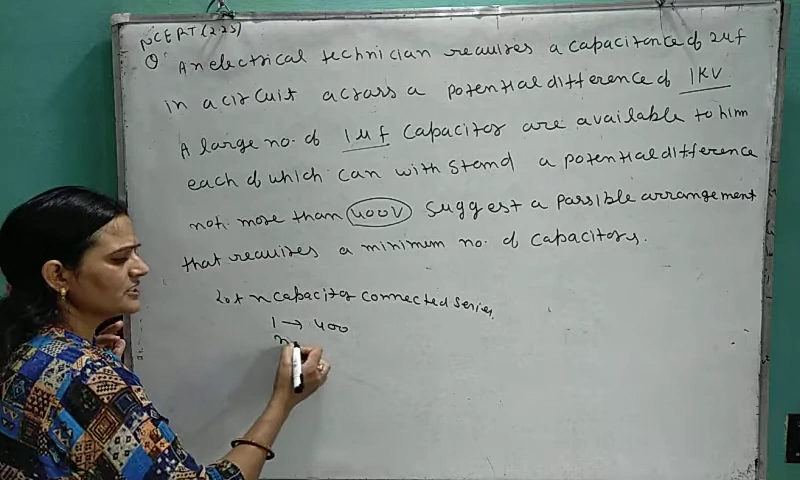 NCERT (2.23)
Q An electrical technician requires a capacitance of 2uf
in a circuit across a potential difference of 1KV
A large no. of 1uf capacitor are available to him
each of which can with stand a potential difference
not more than 400V suggest a possible arrangement
that requires a minimum no. of capacitors.
Let n capacitor connected series,
1 → 400
n